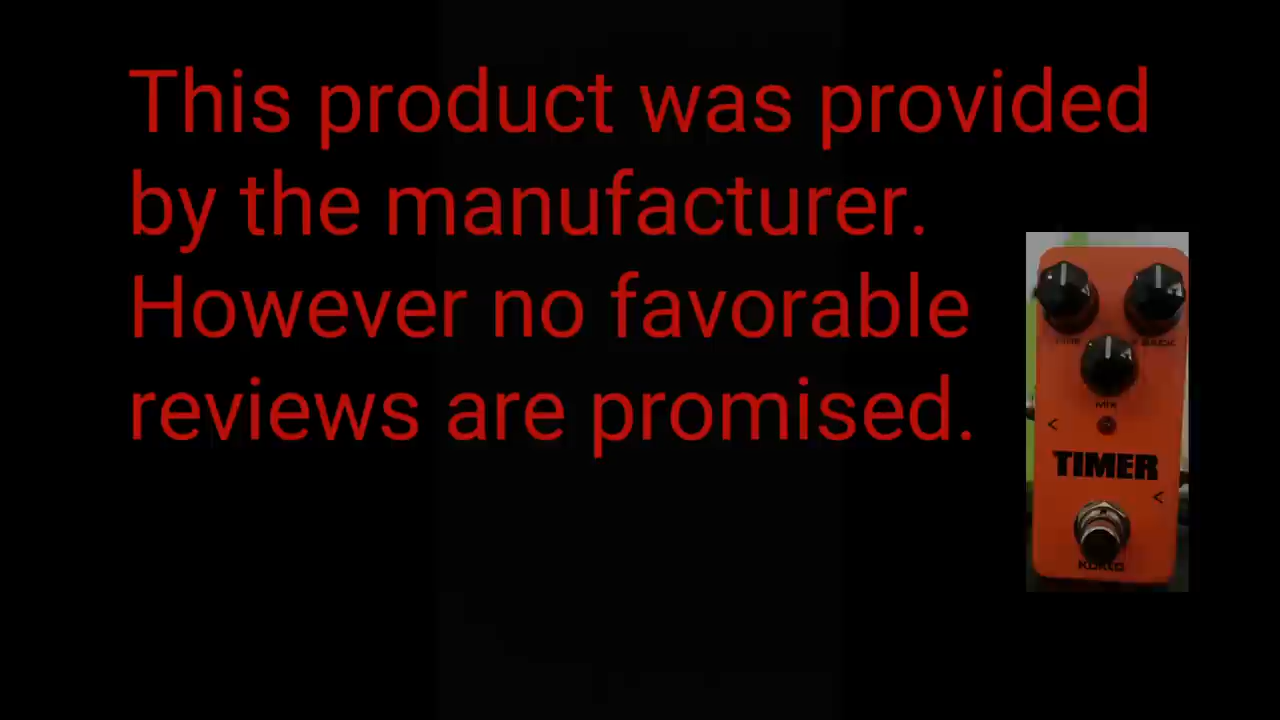 This product was provided
by the manufacturer.
However no favorable
reviews are promised.
MIX
<
TIMER
<